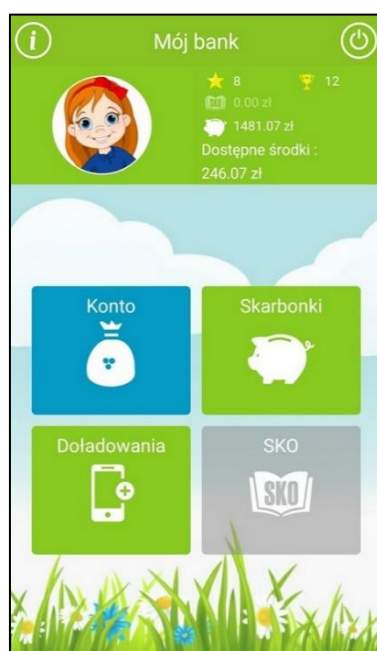 i
Mój bank
8 12
0.00 zł
1481.07 zł
Dostępne środki :
246.07 zł
Konto
Skarbonki
Doładowania
SKO
SKO